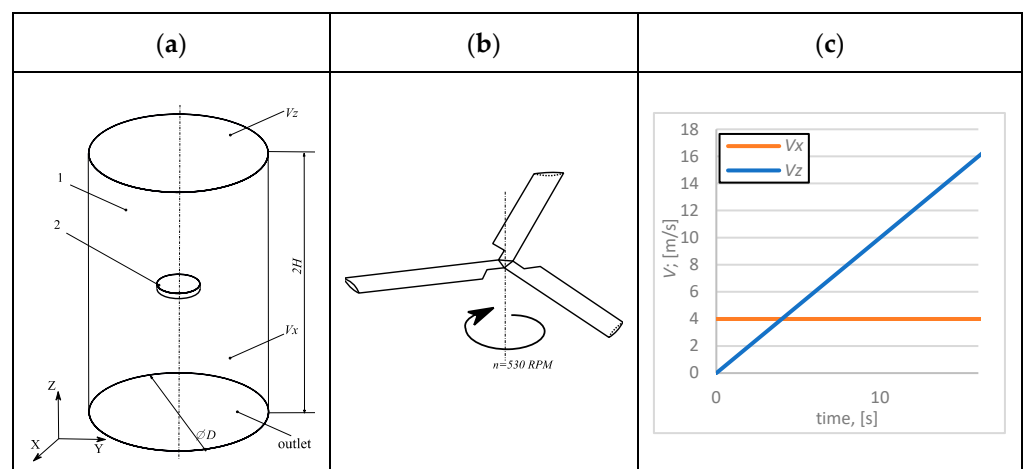 (a)
(b)
(c)
Vz
1
2
2H
Vx
Z
X
Y
∅D
outlet
n=530 RPM
18
16
14
12
10
8
6
4
2
0
Vx
Vz
V; [m/s]
0
10
time, [s]